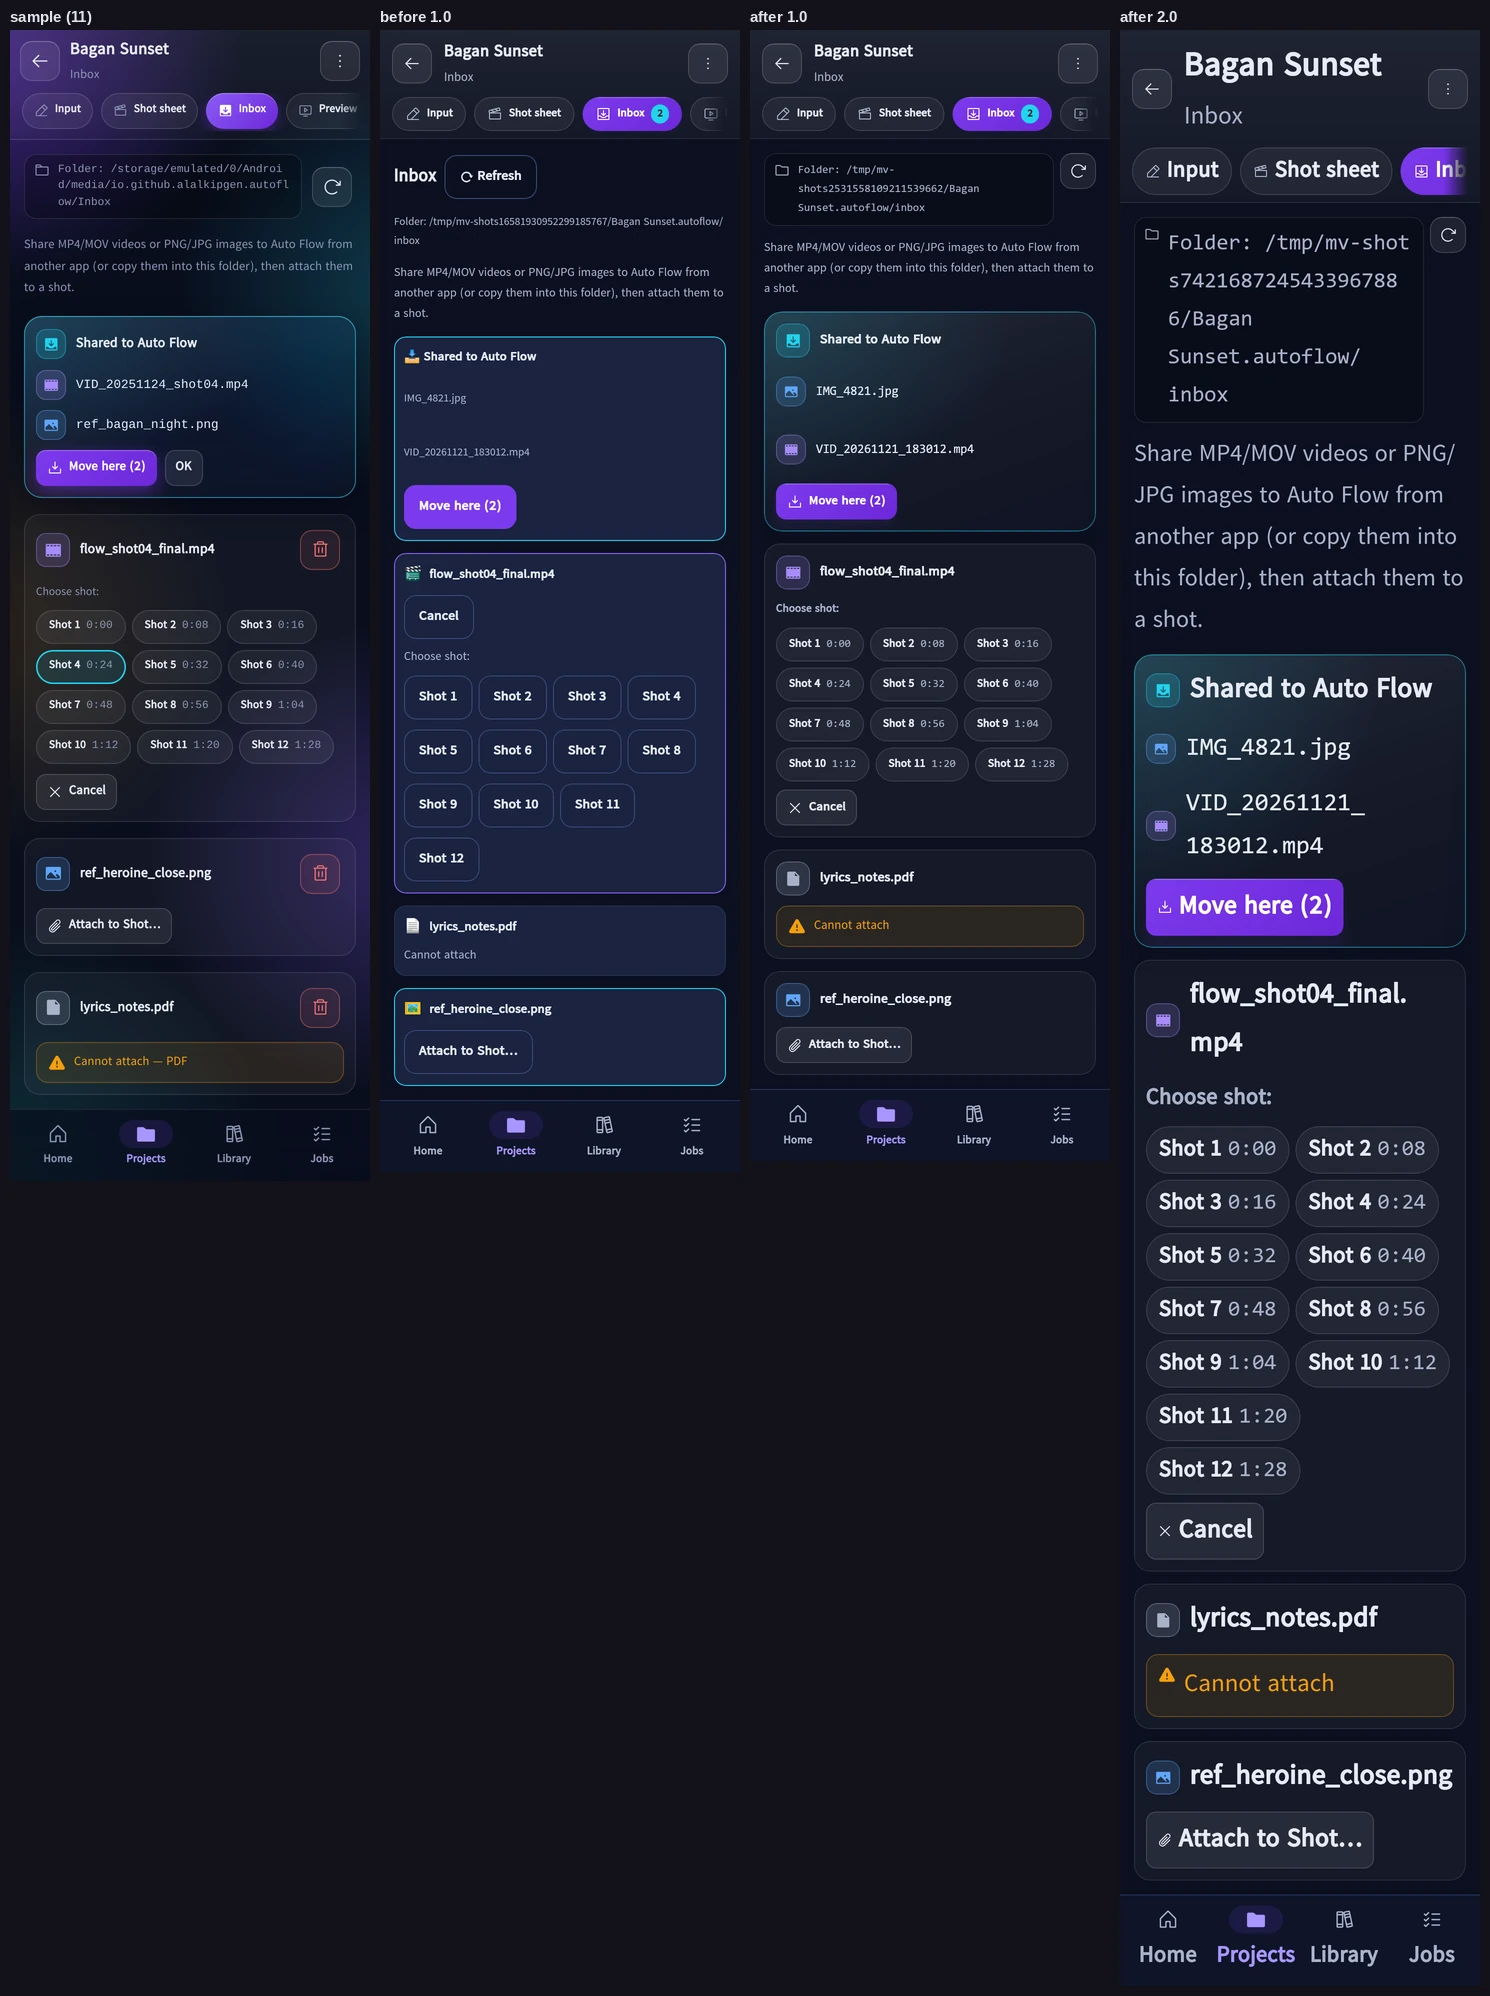 sample (11)
Bagan Sunset
Inbox
Input
Shot sheet
Inbox
Preview
Folder: /storage/emulated/0/Androi
d/media/io.github.alalkipgen.autofl
ow/Inbox
Share MP4/MOV videos or PNG/JPG images to Auto Flow from
another app (or copy them into this folder), then attach them
to a shot.
Shared to Auto Flow
VID_20251124_shot04.mp4
ref_bagan_night.png
Move here (2)
OK
flow_shot04_final.mp4
Choose shot:
Shot 1 0:00
Shot 2 0:08
Shot 3 0:16
Shot 4 0:24
Shot 5 0:32
Shot 6 0:40
Shot 7 0:48
Shot 8 0:56
Shot 9 1:04
Shot 10 1:12
Shot 11 1:20
Shot 12 1:28
Cancel
ref_heroine_close.png
Attach to Shot...
lyrics_notes.pdf
Cannot attach — PDF
Home
Projects
Library
Jobs
before 1.0
Bagan Sunset
Inbox
Input
Shot sheet
Inbox 2
Inbox
Refresh
Folder: /tmp/mv-shots16581930952299185767/Bagan Sunset.autoflow/
inbox
Share MP4/MOV videos or PNG/JPG images to Auto Flow from
another app (or copy them into this folder), then attach them to
a shot.
Shared to Auto Flow
IMG_4821.jpg
VID_20261121_183012.mp4
Move here (2)
flow_shot04_final.mp4
Cancel
Choose shot:
Shot 1
Shot 2
Shot 3
Shot 4
Shot 5
Shot 6
Shot 7
Shot 8
Shot 9
Shot 10
Shot 11
Shot 12
lyrics_notes.pdf
Cannot attach
ref_heroine_close.png
Attach to Shot...
Home
Projects
Library
Jobs
after 1.0
Bagan Sunset
Inbox
Input
Shot sheet
Inbox 2
Folder: /tmp/mv-
shots2531558109211539662/Bagan
Sunset.autoflow/inbox
Share MP4/MOV videos or PNG/JPG images to Auto Flow from
another app (or copy them into this folder), then attach them to
a shot.
Shared to Auto Flow
IMG_4821.jpg
VID_20261121_183012.mp4
Move here (2)
flow_shot04_final.mp4
Choose shot:
Shot 1 0:00
Shot 2 0:08
Shot 3 0:16
Shot 4 0:24
Shot 5 0:32
Shot 6 0:40
Shot 7 0:48
Shot 8 0:56
Shot 9 1:04
Shot 10 1:12
Shot 11 1:20
Shot 12 1:28
Cancel
lyrics_notes.pdf
Cannot attach
ref_heroine_close.png
Attach to Shot...
Home
Projects
Library
Jobs
after 2.0
Bagan Sunset
Inbox
Input
Shot sheet
Inb
Folder: /tmp/mv-shot
s742168724543396788
6/Bagan
Sunset.autoflow/
inbox
Share MP4/MOV videos or PNG/
JPG images to Auto Flow from
another app (or copy them into
this folder), then attach them to
a shot.
Shared to Auto Flow
IMG_4821.jpg
VID_20261121_
183012.mp4
Move here (2)
flow_shot04_final.
mp4
Choose shot:
Shot 1 0:00
Shot 2 0:08
Shot 3 0:16
Shot 4 0:24
Shot 5 0:32
Shot 6 0:40
Shot 7 0:48
Shot 8 0:56
Shot 9 1:04
Shot 10 1:12
Shot 11 1:20
Shot 12 1:28
Cancel
lyrics_notes.pdf
Cannot attach
ref_heroine_close.png
Attach to Shot...
Home
Projects
Library
Jobs